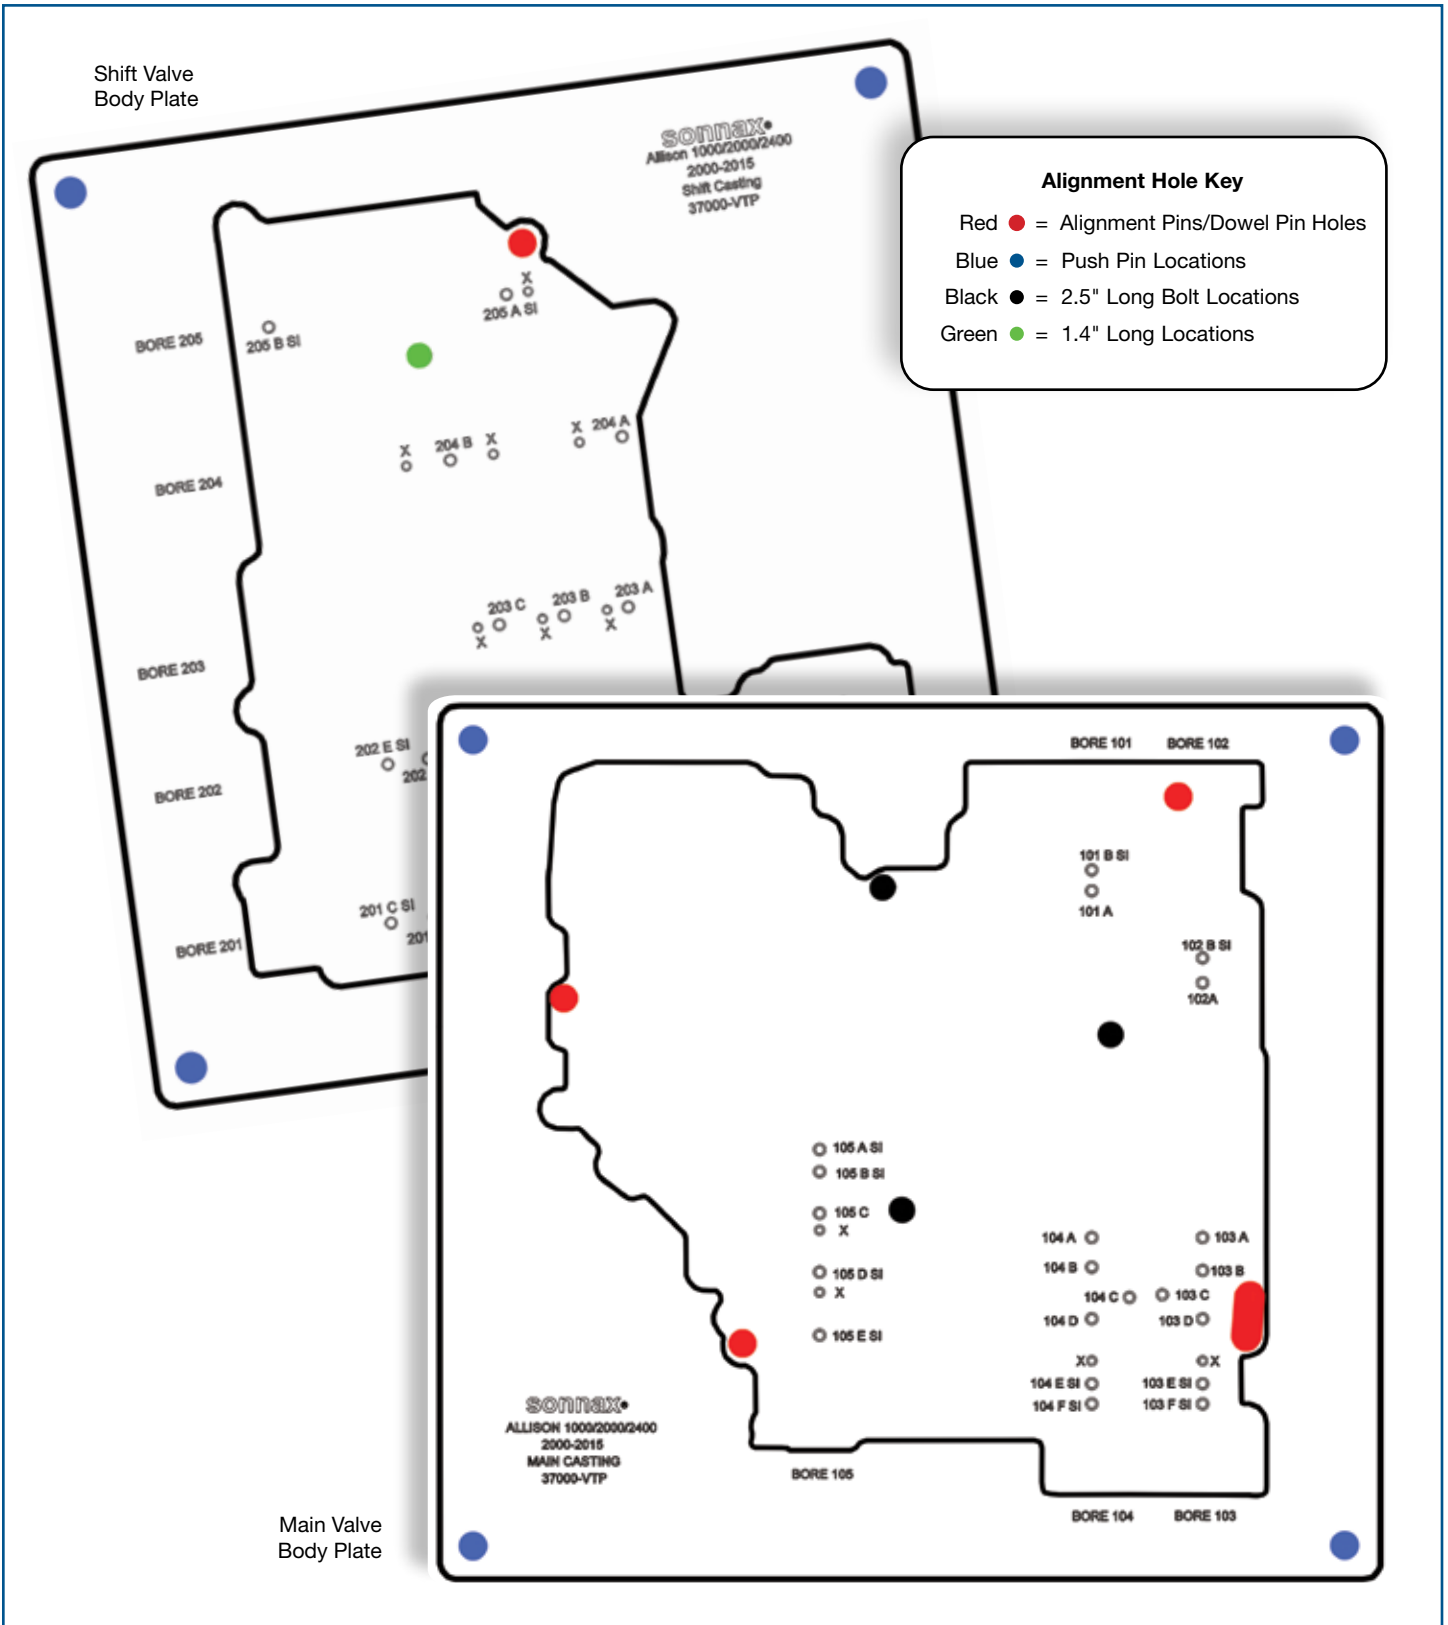 Shift Valve
Body Plate
sonnax
Allison 1000/2000/2400
2000-2015
Shift Casting
37000-VTP
Alignment Hole Key
Red = Alignment Pins/Dowel Pin Holes
Blue = Push Pin Locations
Black = 2.5" Long Bolt Locations
Green = 1.4" Long Locations
X
205 A SI
BORE 205
205 B SI
X
204 B
X
X
204 A
BORE 204
203 C
203 B
203 A
X
X
X
BORE 203
202 E SI
202
BORE 202
201 C SI
201
BORE 201
BORE 101
BORE 102
101 B SI
101 A
102 B SI
102A
105 A SI
105 B SI
105 C
X
105 D SI
X
105 E SI
104 A
103 A
104 B
103 B
104 C
103 C
104 D
103 D
X
X
104 E SI
103 E SI
104 F SI
103 F SI
sonnax
ALLISON 1000/2000/2400
2000-2015
MAIN CASTING
37000-VTP
BORE 105
BORE 104
BORE 103
Main Valve
Body Plate